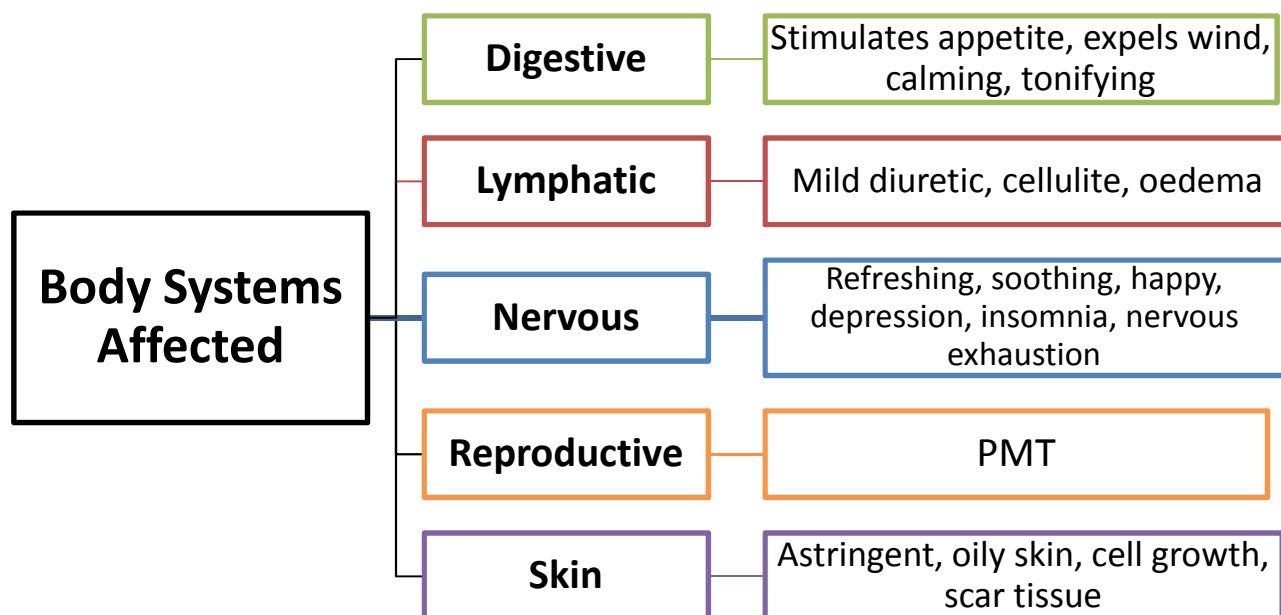 Body Systems
Affected
Digestive
Stimulates appetite, expels wind,
calming, tonifying
Lymphatic
Mild diuretic, cellulite, oedema
Nervous
Refreshing, soothing, happy,
depression, insomnia, nervous
exhaustion
Reproductive
PMT
Skin
Astringent, oily skin, cell growth,
scar tissue